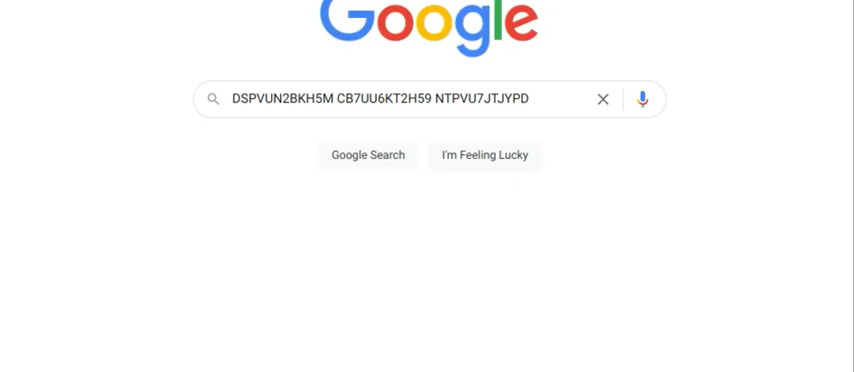 Google
DSPVUN2BKH5M CB7UU6KT2H59 NTPVU7JTJYPD
Google Search
I'm Feeling Lucky